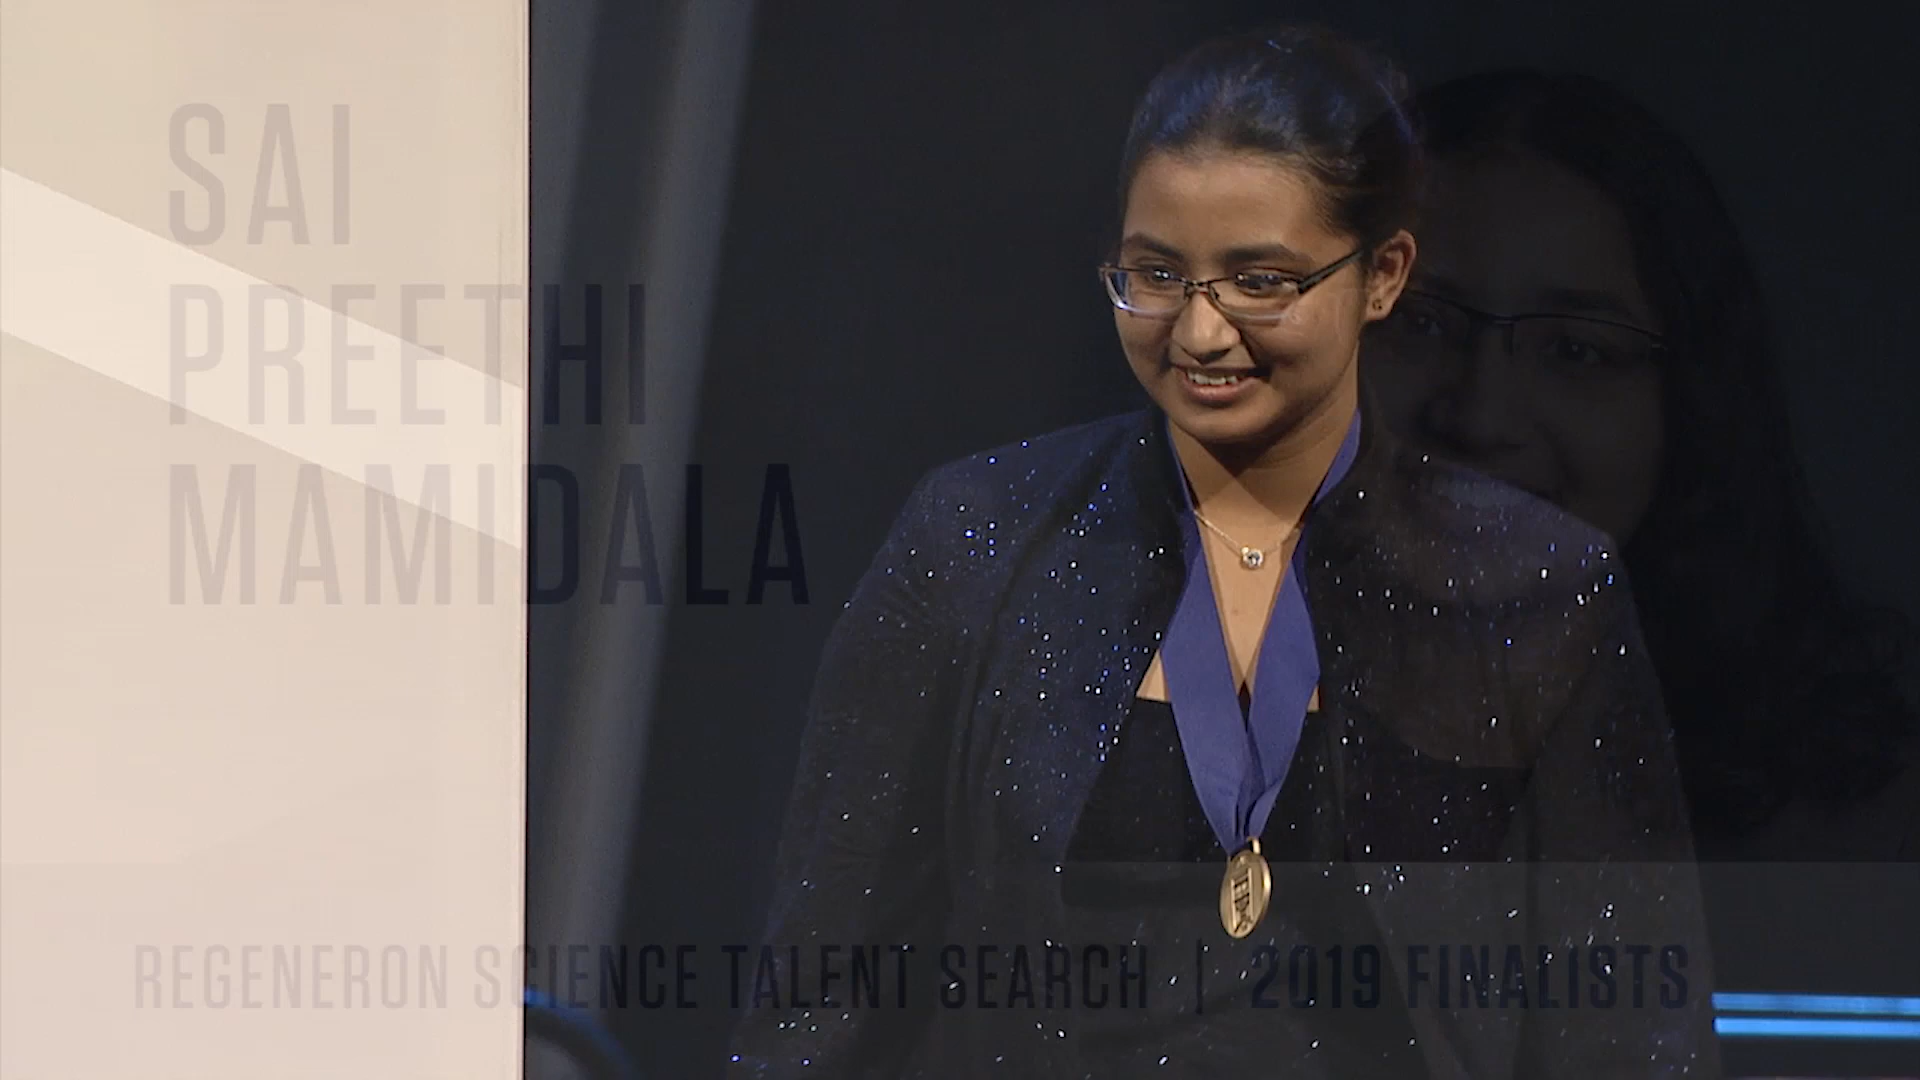 SAI
PREETHI
MAMIDALA
REGENERON SCIENCE TALENT SEARCH | 2019 FINALISTS